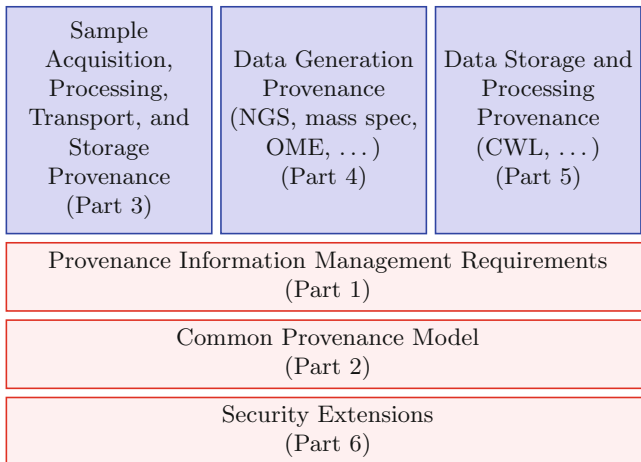 Sample
Acquisition,
Processing,
Transport, and
Storage
Provenance
(Part 3)
Data Generation
Provenance
(NGS, mass spec,
OME, ...)
(Part 4)
Data Storage and
Processing
Provenance
(CWL, ...)
(Part 5)
Provenance Information Management Requirements
(Part 1)
Common Provenance Model
(Part 2)
Security Extensions
(Part 6)